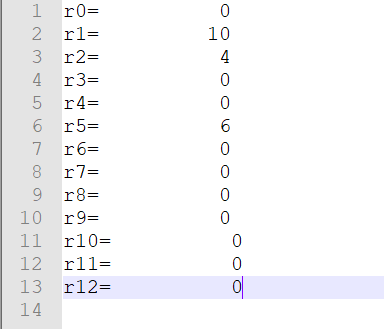 1 r0=          0
2 r1=         10
3 r2=          4
4 r3=          0
5 r4=          0
6 r5=          6
7 r6=          0
8 r7=          0
9 r8=          0
10 r9=          0
11 r10=          0
12 r11=          0
13 r12=          0
14